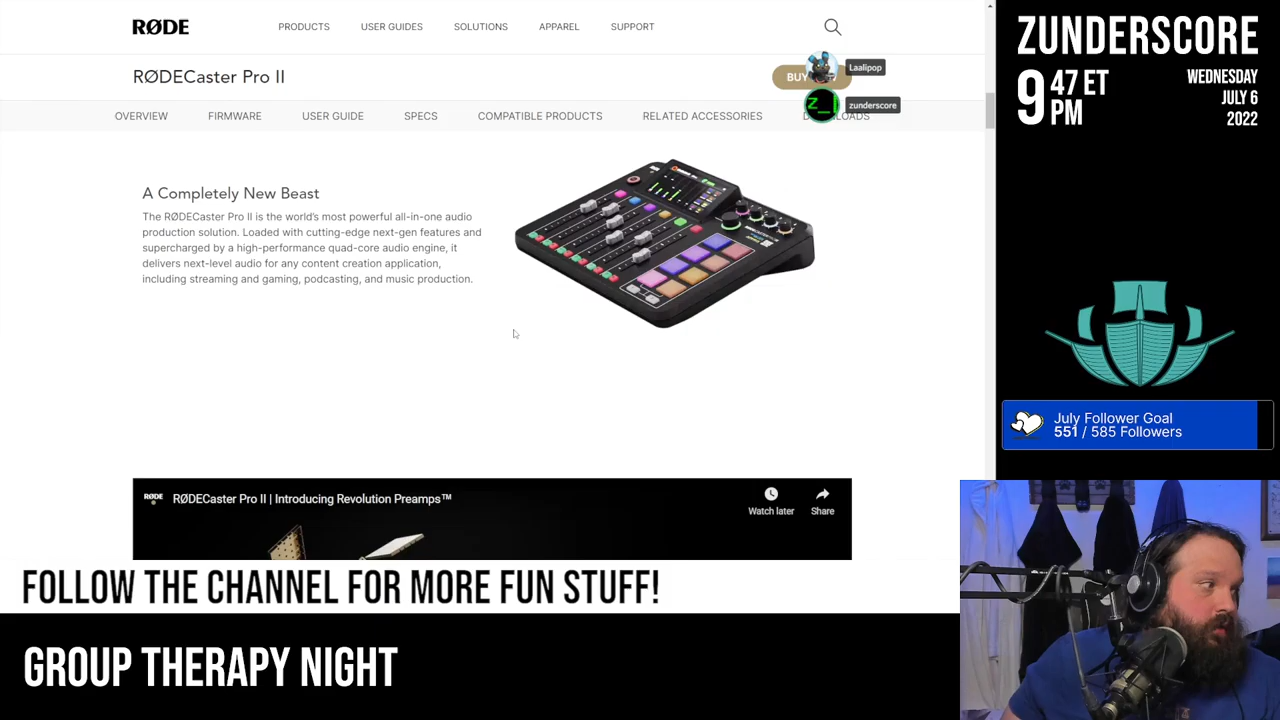 RØDE
PRODUCTS
USER GUIDES
SOLUTIONS
APPAREL
SUPPORT
RØDECaster Pro II
BUY
Laalipop
z_
zunderscore
OVERVIEW
FIRMWARE
USER GUIDE
SPECS
COMPATIBLE PRODUCTS
RELATED ACCESSORIES
DOWNLOADS
A Completely New Beast
The RØDECaster Pro II is the world's most powerful all-in-one audio
production solution. Loaded with cutting-edge next-gen features and
supercharged by a high-performance quad-core audio engine, it
delivers next-level audio for any content creation application,
including streaming and gaming, podcasting, and music production.
RØDE
RØDECaster Pro II | Introducing Revolution Preamps™
Watch later
Share
FOLLOW THE CHANNEL FOR MORE FUN STUFF!
GROUP THERAPY NIGHT
ZUNDERSCORE
9 47 ET
PM
WEDNESDAY
JULY 6
2022
July Follower Goal
551 / 585 Followers